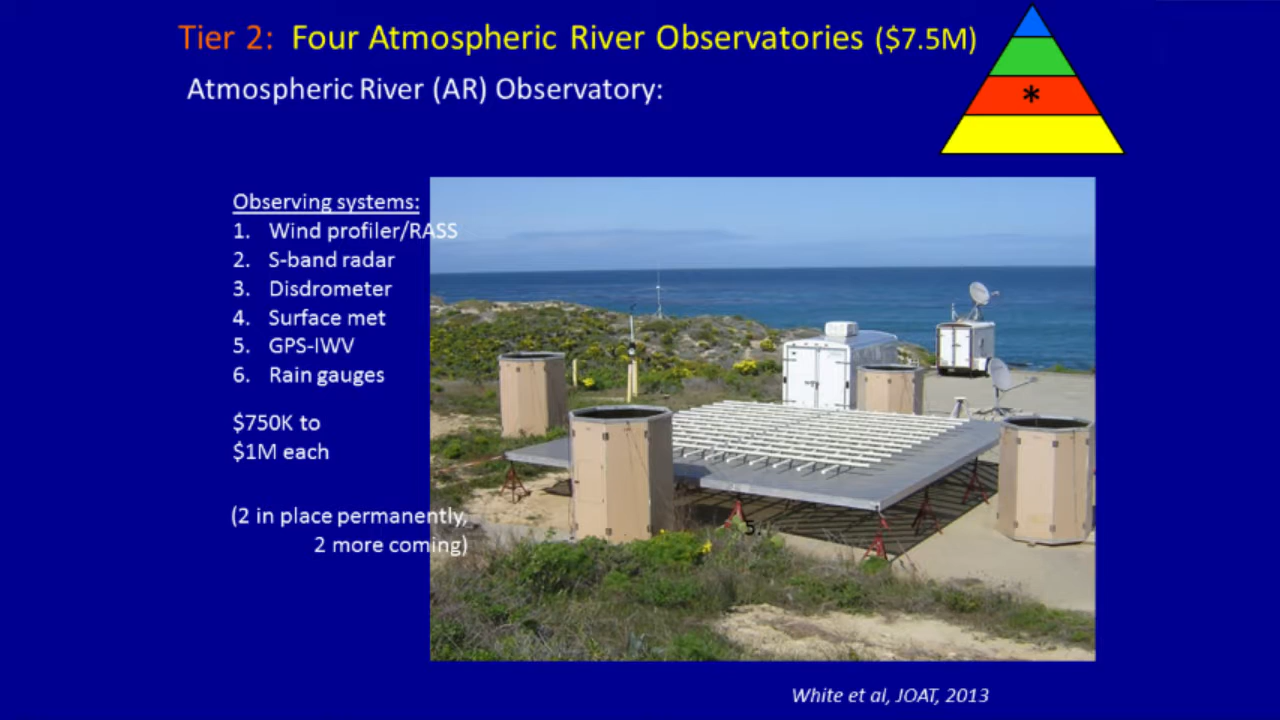 Tier 2: Four Atmospheric River Observatories ($7.5M)
Atmospheric River (AR) Observatory:
*
Observing systems:
1. Wind profiler/RASS
2. S-band radar
3. Disdrometer
4. Surface met
5. GPS-IWV
6. Rain gauges
$750K to
$1M each
(2 in place permanently,
2 more coming)
5.
White et al, JOAT, 2013